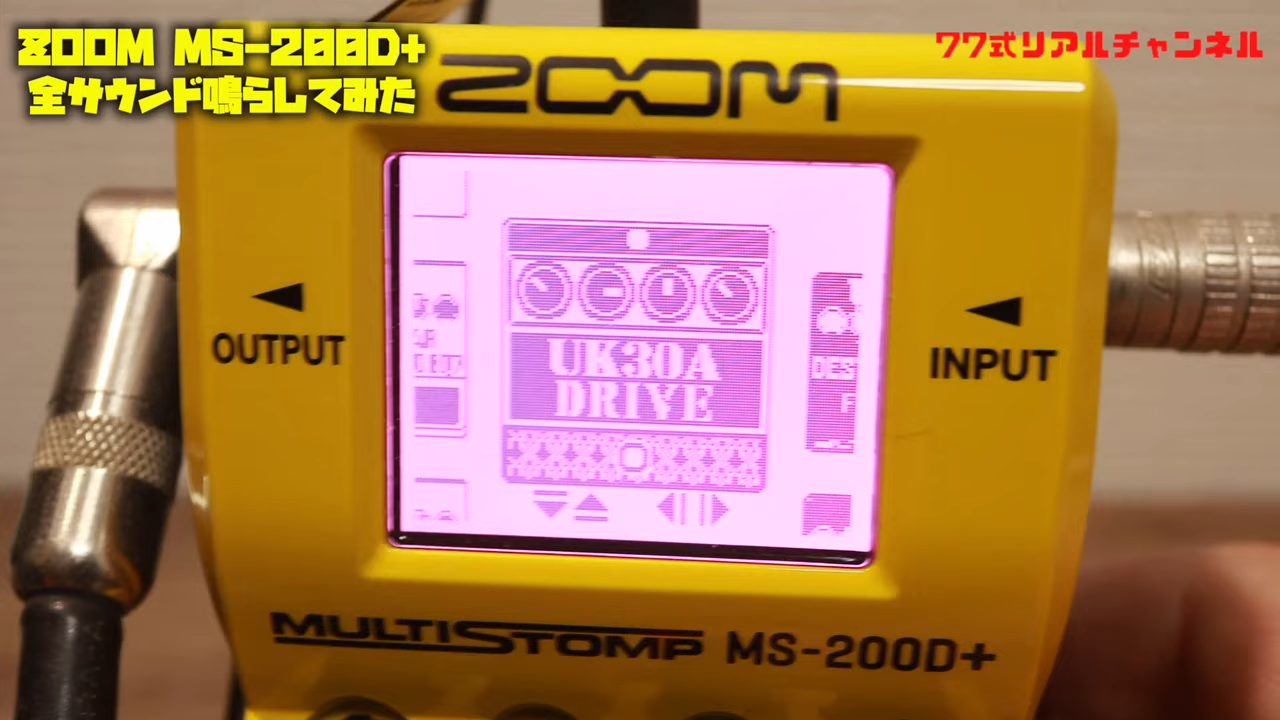 ZOOM MS-200D+
全サウンド鳴らしてみた
77式リアルチャンネル
ZOOM
OUTPUT
INPUT
UK30A
DRIVE
MULTISTOMP MS-200D+